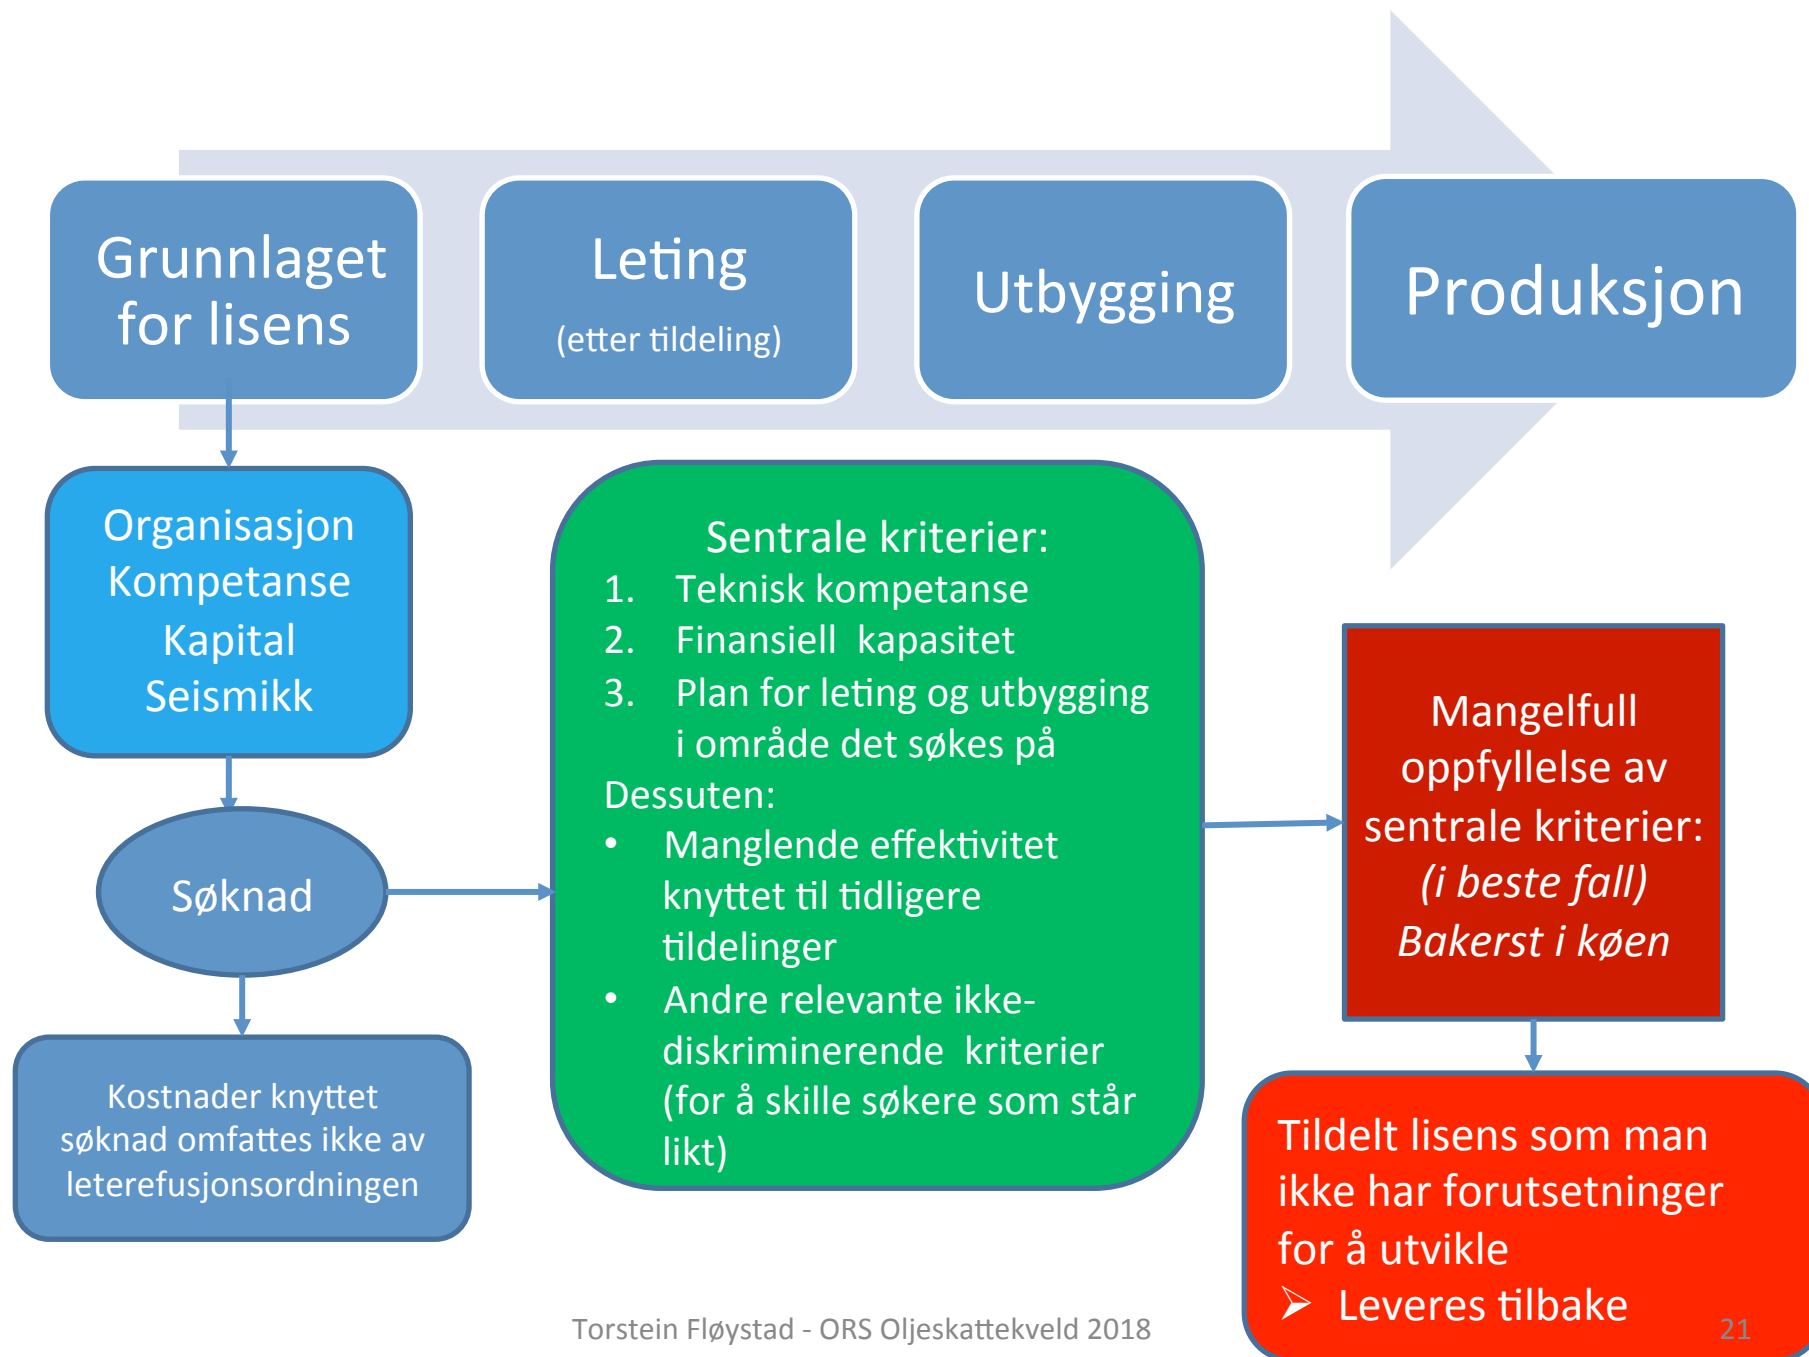 Grunnlaget
for lisens
Leting
(etter tildeling)
Utbygging
Produksjon
Organisasjon
Kompetanse
Kapital
Seismikk
Søknad
Kostnader knyttet
søknad omfattes ikke av
leterefusjonsordningen
Sentrale kriterier:
1. Teknisk kompetanse
2. Finansiell kapasitet
3. Plan for leting og utbygging
i område det søkes på
Dessuten:
• Manglende effektivitet
knyttet til tidligere
tildelinger
• Andre relevante ikke-
diskriminerende kriterier
(for å skille søkere som står
likt)
Mangelfull
oppfyllelse av
sentrale kriterier:
(i beste fall)
Bakerst i køen
Tildelt lisens som man
ikke har forutsetninger
for å utvikle
➢ Leveres tilbake
Torstein Fløystad - ORS Oljeskattekveld 2018
21